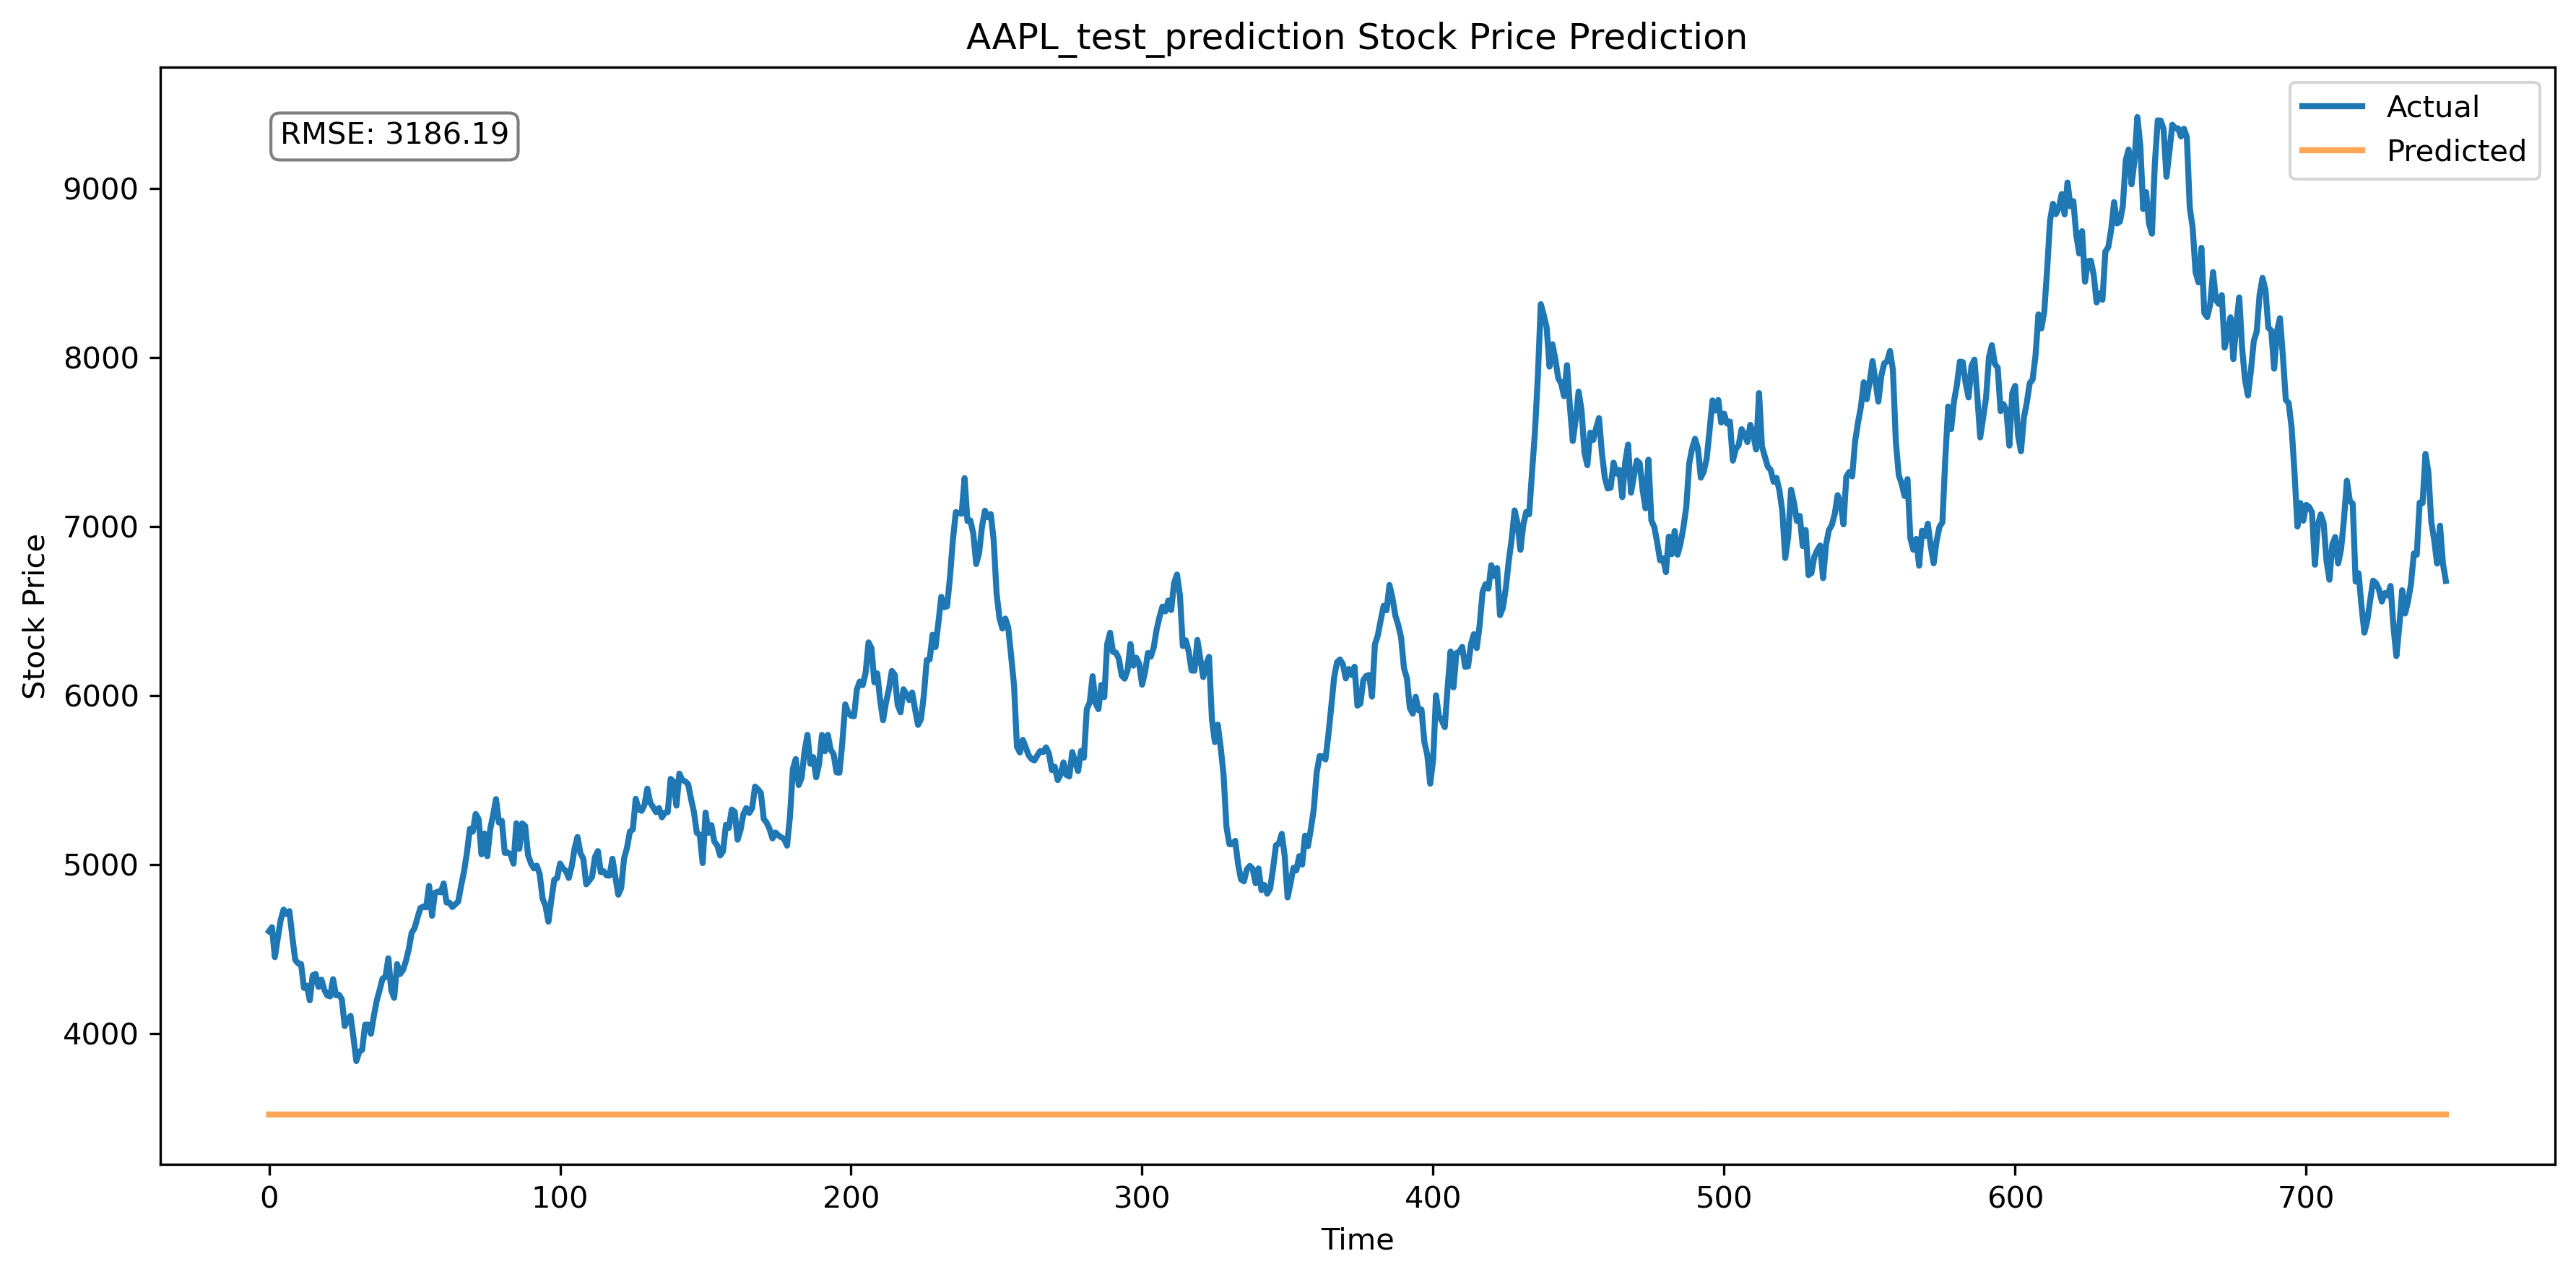 AAPL_test_prediction Stock Price Prediction
RMSE: 3186.19
Actual
Predicted
9000
8000
7000
6000
5000
4000
Stock Price
0 100 200 300 400 500 600 700
Time